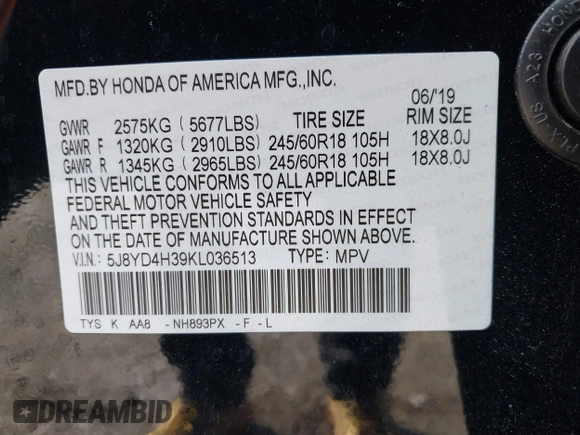 MFD.BY HONDA OF AMERICA MFG.,INC.
06/'19
GVWR 2575KG ( 5677LBS) TIRE SIZE RIM SIZE
GAWR F 1320KG ( 2910LBS) 245/60R18 105H 18X8.0J
GAWR R 1345KG ( 2965LBS) 245/60R18 105H 18X8.0J
THIS VEHICLE CONFORMS TO ALL APPLICABLE
FEDERAL MOTOR VEHICLE SAFETY
AND THEFT PREVENTION STANDARDS IN EFFECT
ON THE DATE OF MANUFACTURE SHOWN ABOVE.
V.I.N.: 5J8YD4H39KL036513 TYPE: MPV
TYS K AA8 -NH893PX -F -L
A23 HONDA
DREAMBID